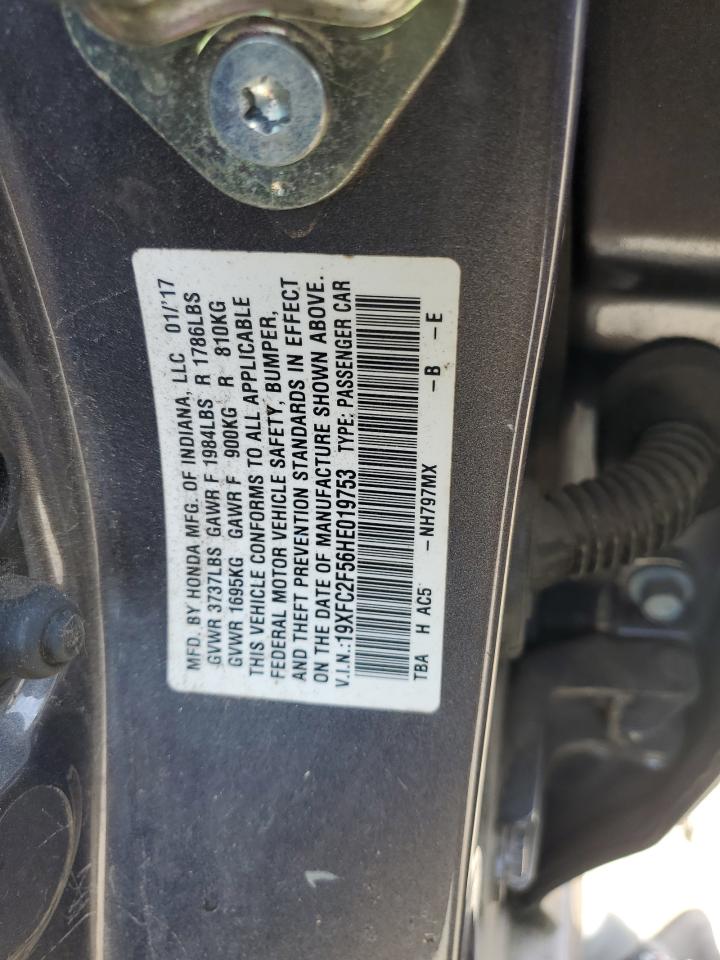 MFD. BY HONDA MFG. OF INDIANA, LLC 01/'17
GVWR 3737LBS GAWR F 1984LBS R 1786LBS
GVWR 1695KG GAWR F 900KG R 810KG
THIS VEHICLE CONFORMS TO ALL APPLICABLE
FEDERAL MOTOR VEHICLE SAFETY, BUMPER,
AND THEFT PREVENTION STANDARDS IN EFFECT
ON THE DATE OF MANUFACTURE SHOWN ABOVE.
V.I.N.:19XFC2F56HE019753 TYPE: PASSENGER CAR
TBA H AC5 -NH797MX -B -E